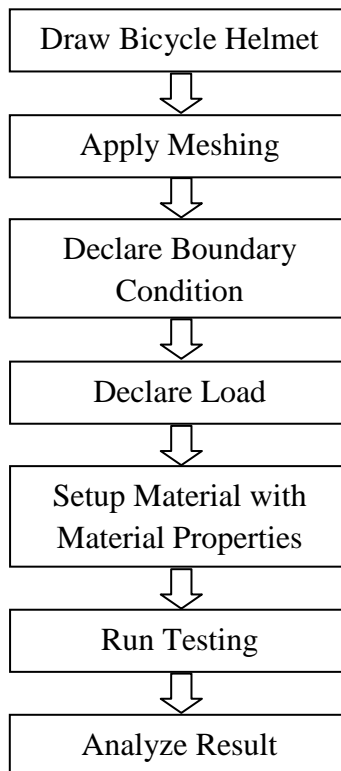 Draw Bicycle Helmet
Apply Meshing
Declare Boundary
Condition
Declare Load
Setup Material with
Material Properties
Run Testing
Analyze Result